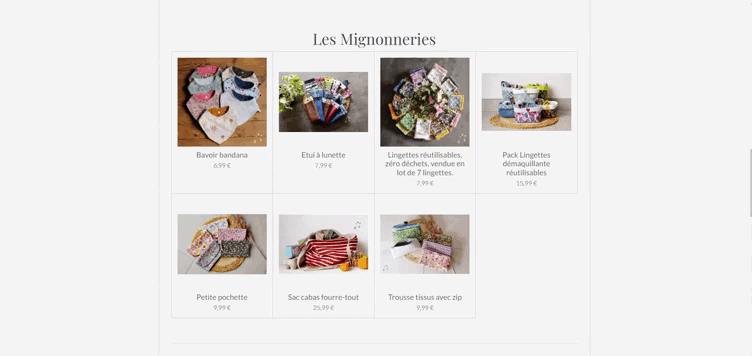 Les Mignonneries
Bavoir bandana
6,99 €
Etui à lunette
7,99 €
Lingettes réutilisables,
zéro déchets, vendue en
lot de 7 lingettes.
7,99 €
Pack Lingettes
démaquillante
réutilisables
15,99 €
Petite pochette
9,99 €
Sac cabas fourre-tout
25,99 €
Trousse tissus avec zip
9,99 €